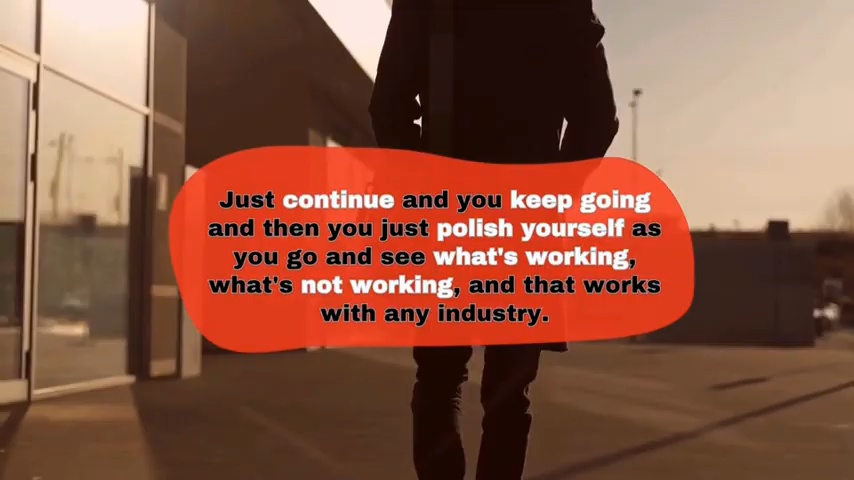 Just continue and you keep going
and then you just polish yourself as
you go and see what's working,
what's not working, and that works
with any industry.